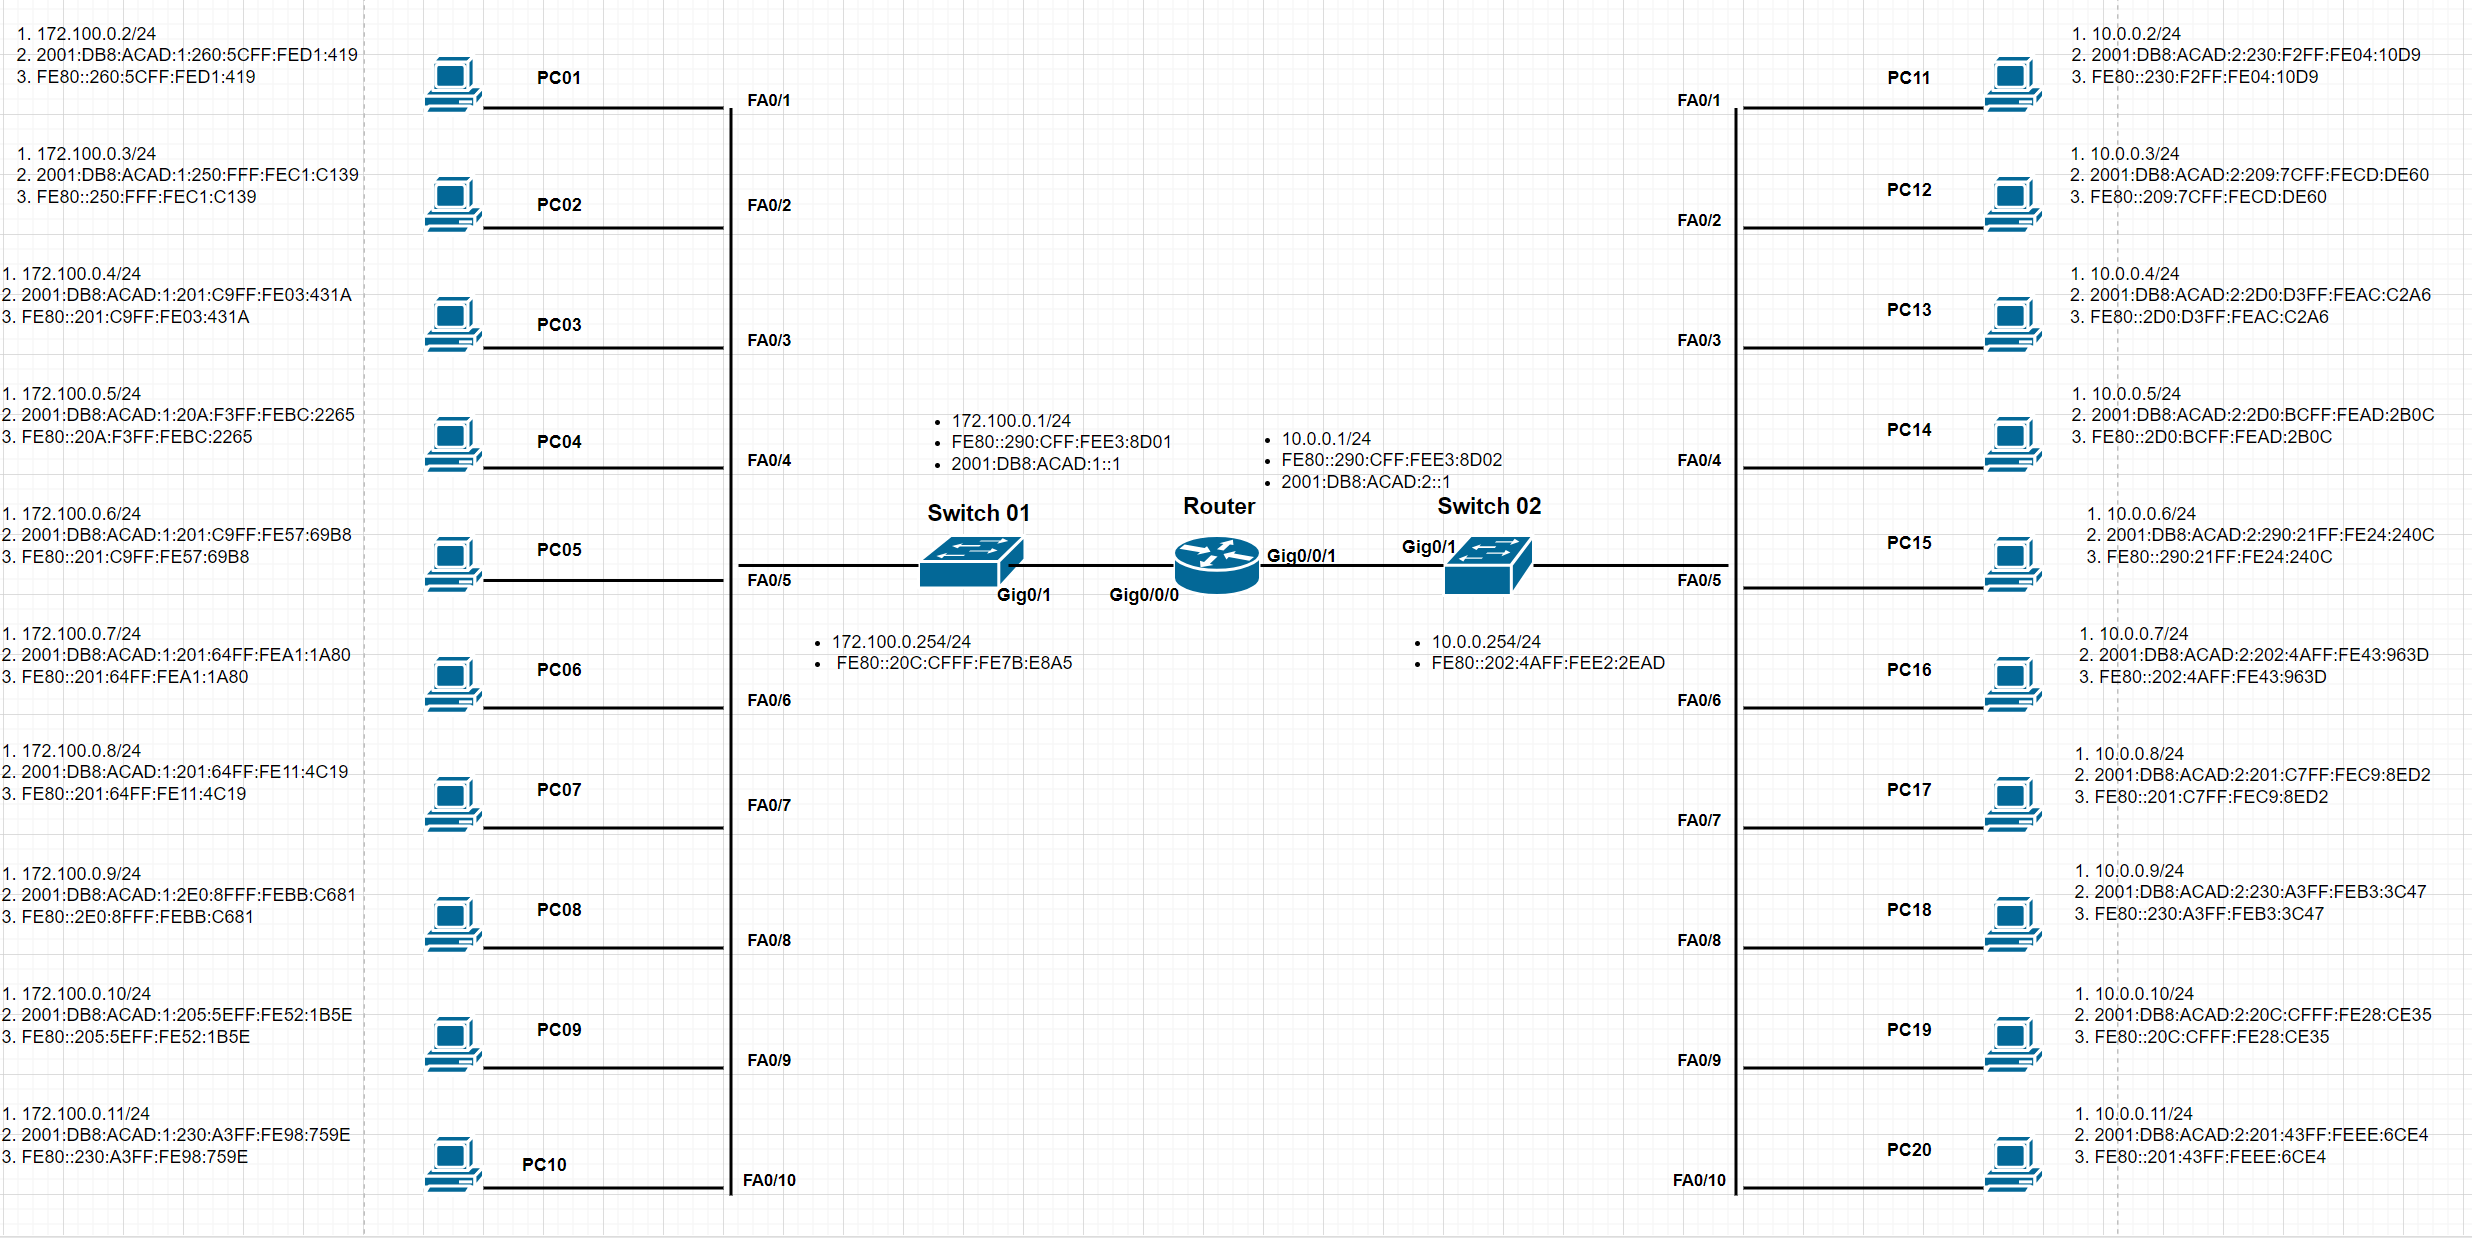 1. 172.100.0.2/24
2. 2001:DB8:ACAD:1:260:5CFF:FED1:419
3. FE80::260:5CFF:FED1:419
PC01
FA0/1
1. 172.100.0.3/24
2. 2001:DB8:ACAD:1:250:FFF:FEC1:C139
3. FE80::250:FFF:FEC1:C139
PC02
FA0/2
1. 172.100.0.4/24
2. 2001:DB8:ACAD:1:201:C9FF:FE03:431A
3. FE80::201:C9FF:FE03:431A
PC03
FA0/3
1. 172.100.0.5/24
2. 2001:DB8:ACAD:1:20A:F3FF:FEBC:2265
3. FE80::20A:F3FF:FEBC:2265
PC04
FA0/4
1. 172.100.0.6/24
2. 2001:DB8:ACAD:1:201:C9FF:FE57:69B8
3. FE80::201:C9FF:FE57:69B8
PC05
FA0/5
1. 172.100.0.7/24
2. 2001:DB8:ACAD:1:201:64FF:FEA1:1A80
3. FE80::201:64FF:FEA1:1A80
PC06
FA0/6
1. 172.100.0.8/24
2. 2001:DB8:ACAD:1:201:64FF:FE11:4C19
3. FE80::201:64FF:FE11:4C19
PC07
FA0/7
1. 172.100.0.9/24
2. 2001:DB8:ACAD:1:2E0:8FFF:FEBB:C681
3. FE80::2E0:8FFF:FEBB:C681
PC08
FA0/8
1. 172.100.0.10/24
2. 2001:DB8:ACAD:1:205:5EFF:FE52:1B5E
3. FE80::205:5EFF:FE52:1B5E
PC09
FA0/9
1. 172.100.0.11/24
2. 2001:DB8:ACAD:1:230:A3FF:FE98:759E
3. FE80::230:A3FF:FE98:759E
PC10
FA0/10
• 172.100.0.1/24
• FE80::290:CFF:FEE3:8D01
• 2001:DB8:ACAD:1::1
Switch 01
Gig0/1
• 172.100.0.254/24
• FE80::20C:CFFF:FE7B:E8A5
• 10.0.0.1/24
• FE80::290:CFF:FEE3:8D02
• 2001:DB8:ACAD:2::1
Router
Gig0/0/0
Gig0/0/1
Switch 02
Gig0/1
• 10.0.0.254/24
• FE80::202:4AFF:FEE2:2EAD
FA0/1
PC11
1. 10.0.0.2/24
2. 2001:DB8:ACAD:2:230:F2FF:FE04:10D9
3. FE80::230:F2FF:FE04:10D9
FA0/2
PC12
1. 10.0.0.3/24
2. 2001:DB8:ACAD:2:209:7CFF:FECD:DE60
3. FE80::209:7CFF:FECD:DE60
FA0/3
PC13
1. 10.0.0.4/24
2. 2001:DB8:ACAD:2:2D0:D3FF:FEAC:C2A6
3. FE80::2D0:D3FF:FEAC:C2A6
FA0/4
PC14
1. 10.0.0.5/24
2. 2001:DB8:ACAD:2:2D0:BCFF:FEAD:2B0C
3. FE80::2D0:BCFF:FEAD:2B0C
FA0/5
PC15
1. 10.0.0.6/24
2. 2001:DB8:ACAD:2:290:21FF:FE24:240C
3. FE80::290:21FF:FE24:240C
FA0/6
PC16
1. 10.0.0.7/24
2. 2001:DB8:ACAD:2:202:4AFF:FE43:963D
3. FE80::202:4AFF:FE43:963D
FA0/7
PC17
1. 10.0.0.8/24
2. 2001:DB8:ACAD:2:201:C7FF:FEC9:8ED2
3. FE80::201:C7FF:FEC9:8ED2
FA0/8
PC18
1. 10.0.0.9/24
2. 2001:DB8:ACAD:2:230:A3FF:FEB3:3C47
3. FE80::230:A3FF:FEB3:3C47
FA0/9
PC19
1. 10.0.0.10/24
2. 2001:DB8:ACAD:2:20C:CFFF:FE28:CE35
3. FE80::20C:CFFF:FE28:CE35
FA0/10
PC20
1. 10.0.0.11/24
2. 2001:DB8:ACAD:2:201:43FF:FEEE:6CE4
3. FE80::201:43FF:FEEE:6CE4